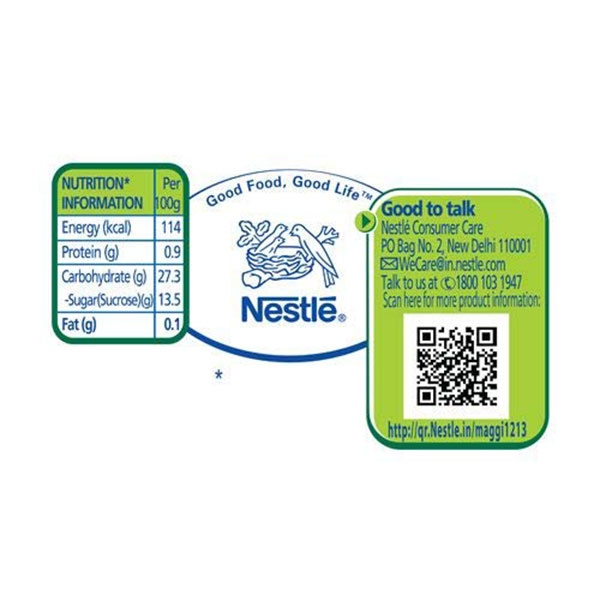 NUTRITION* Per
INFORMATION 100g
Energy (kcal) 114
Protein (g) 0.9
Carbohydrate (g) 27.3
-Sugar(Sucrose)(g) 13.5
Fat (g) 0.1
Good Food, Good Life™
Nestlé®
*
Good to talk
Nestlé Consumer Care
PO Bag No. 2, New Delhi 110001
WeCare@in.nestle.com
Talk to us at 1800 103 1947
Scan here for more product information:
http://qr.Nestle.in/maggi1213